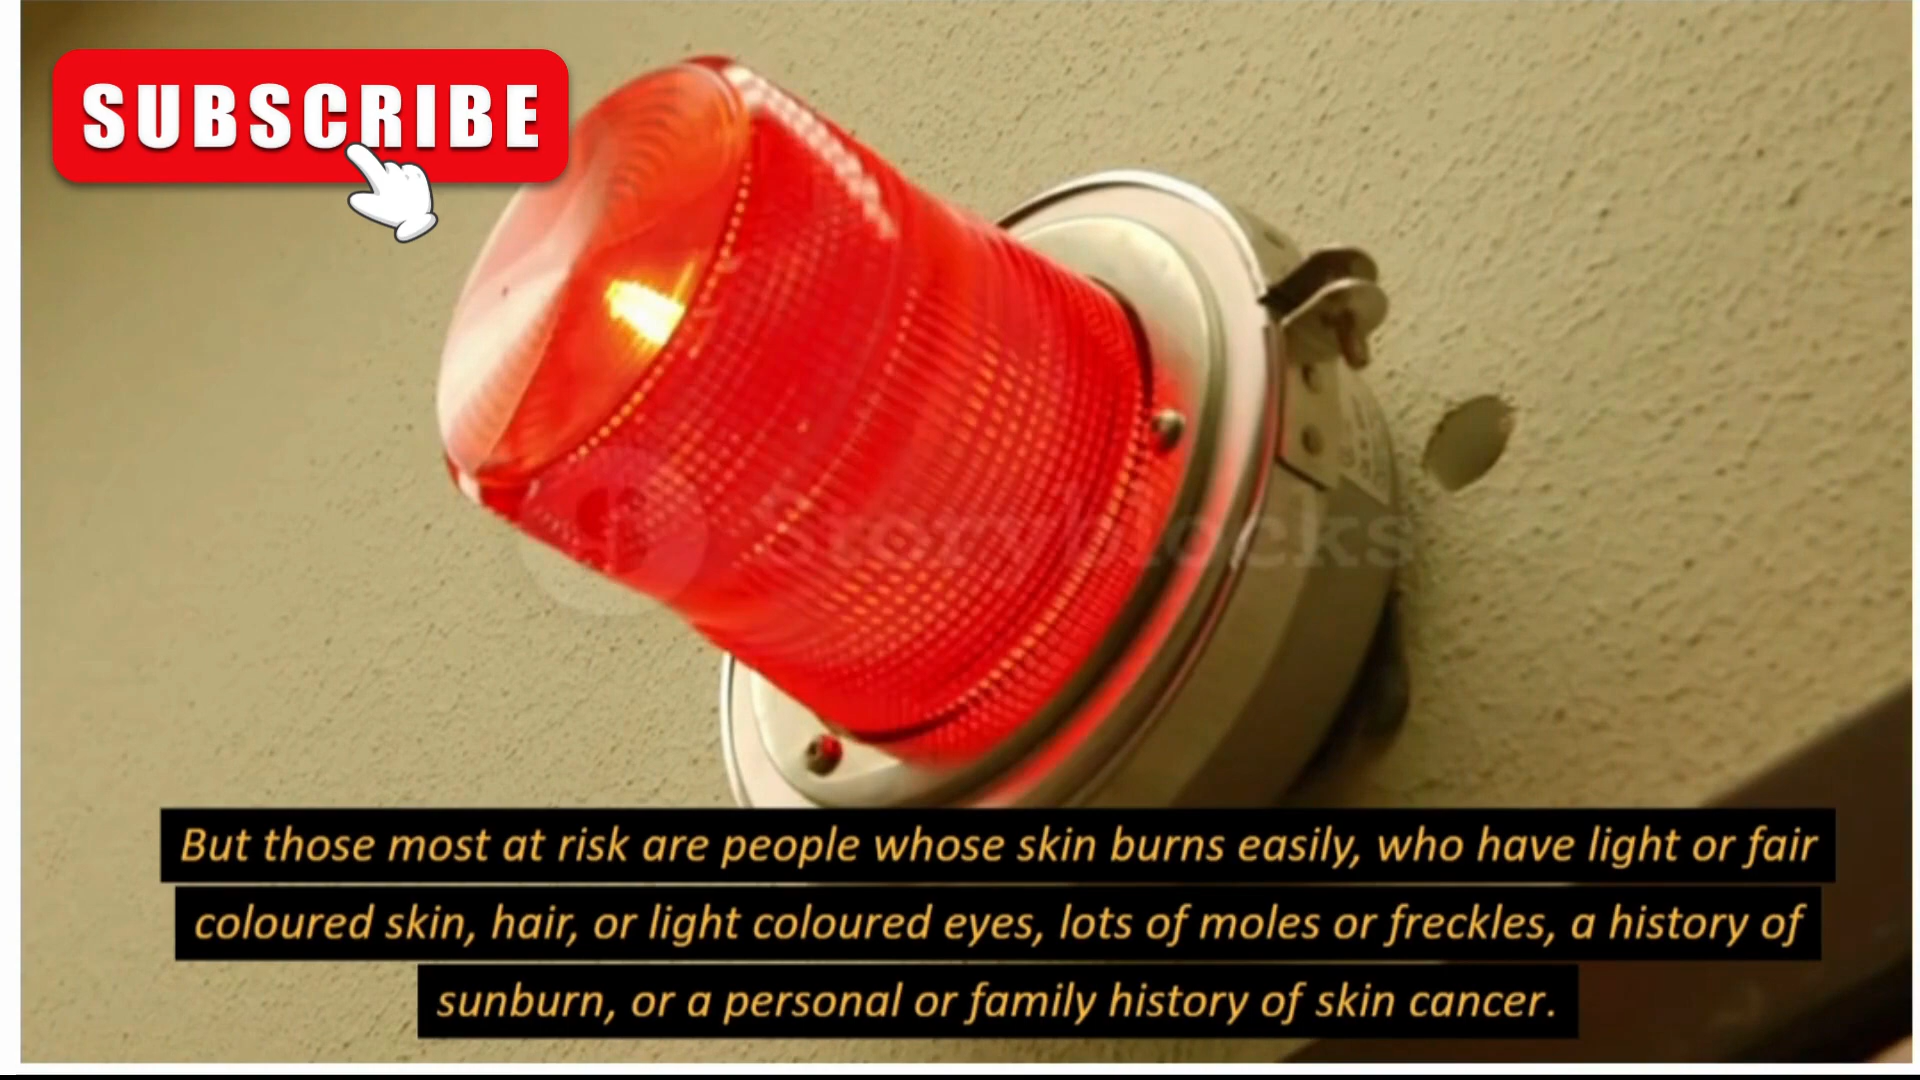 SUBSCRIBE
Storyblocks
But those most at risk are people whose skin burns easily, who have light or fair
coloured skin, hair, or light coloured eyes, lots of moles or freckles, a history of
sunburn, or a personal or family history of skin cancer.